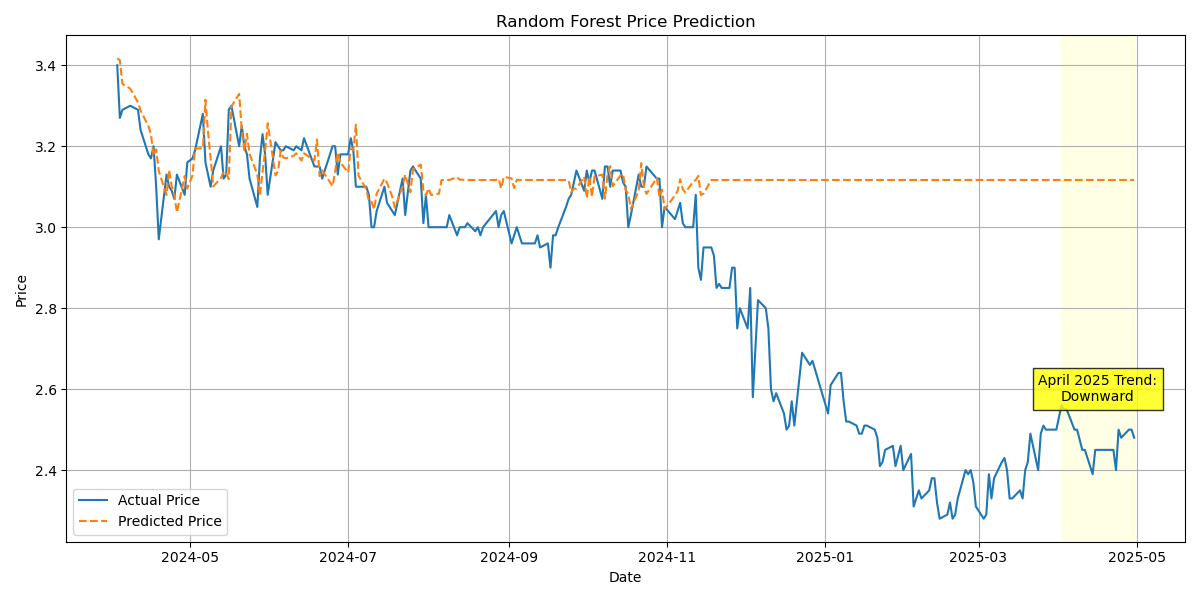 Random Forest Price Prediction
3.4
3.2
3.0
2.8
2.6
2.4
Price
April 2025 Trend:
Downward
Actual Price
Predicted Price
2024-05
2024-07
2024-09
2024-11
2025-01
2025-03
2025-05
Date